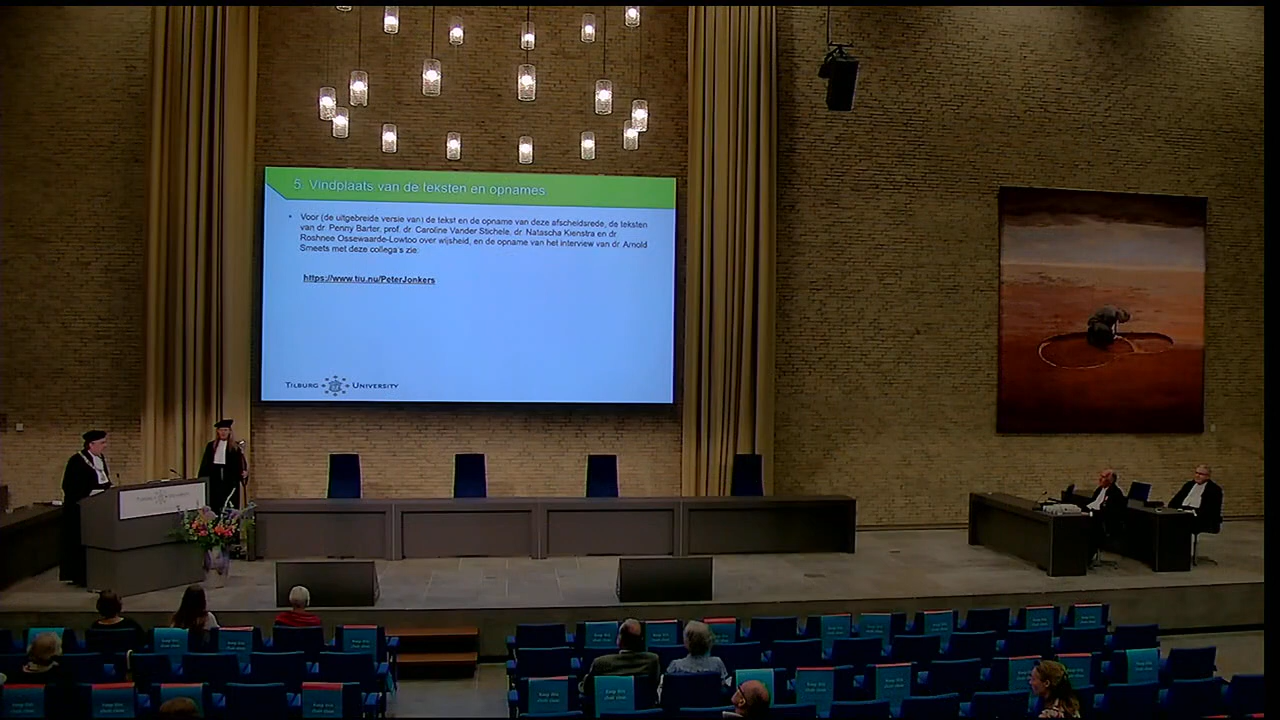 5. Vindplaats van de teksten en opnames
• Voor (de uitgebreide versie van) de tekst en de opname van deze afscheidsrede, de teksten
van dr. Penny Barter, prof. dr. Caroline Vander Stichele, dr. Natascha Kienstra en dr.
Roshnee Ossewaarde-Lowtoo over wijsheid, en de opname van het interview van dr. Arnold
Smeets met deze collega's zie:
https://www.tiu.nu/PeterJonkers
TILBURG UNIVERSITY